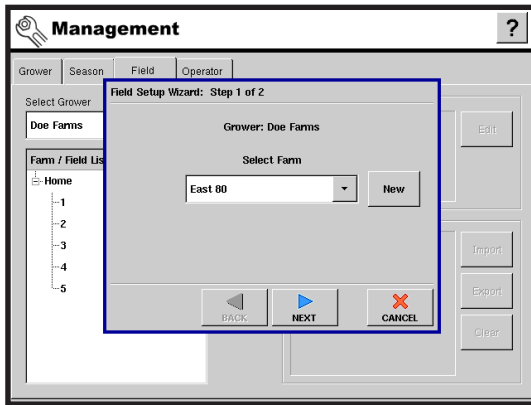 Management
?
Grower
Season
Field
Operator
Select Grower
Doe Farms
Farm / Field Lis
Home
1
2
3
4
5
Field Setup Wizard: Step 1 of 2
Grower: Doe Farms
Select Farm
East 80
New
BACK
NEXT
CANCEL
Edit
Import
Export
Clear